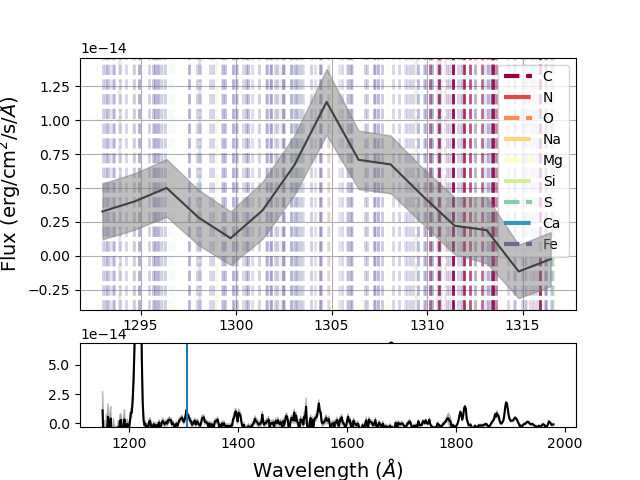 1e−14
Flux (erg/cm²/s/Å)
1.25
1.00
0.75
0.50
0.25
0.00
−0.25
C
N
O
Na
Mg
Si
S
Ca
Fe
1295 1300 1305 1310 1315
1e−14
5.0
2.5
0.0
1200 1400 1600 1800 2000
Wavelength (Å)